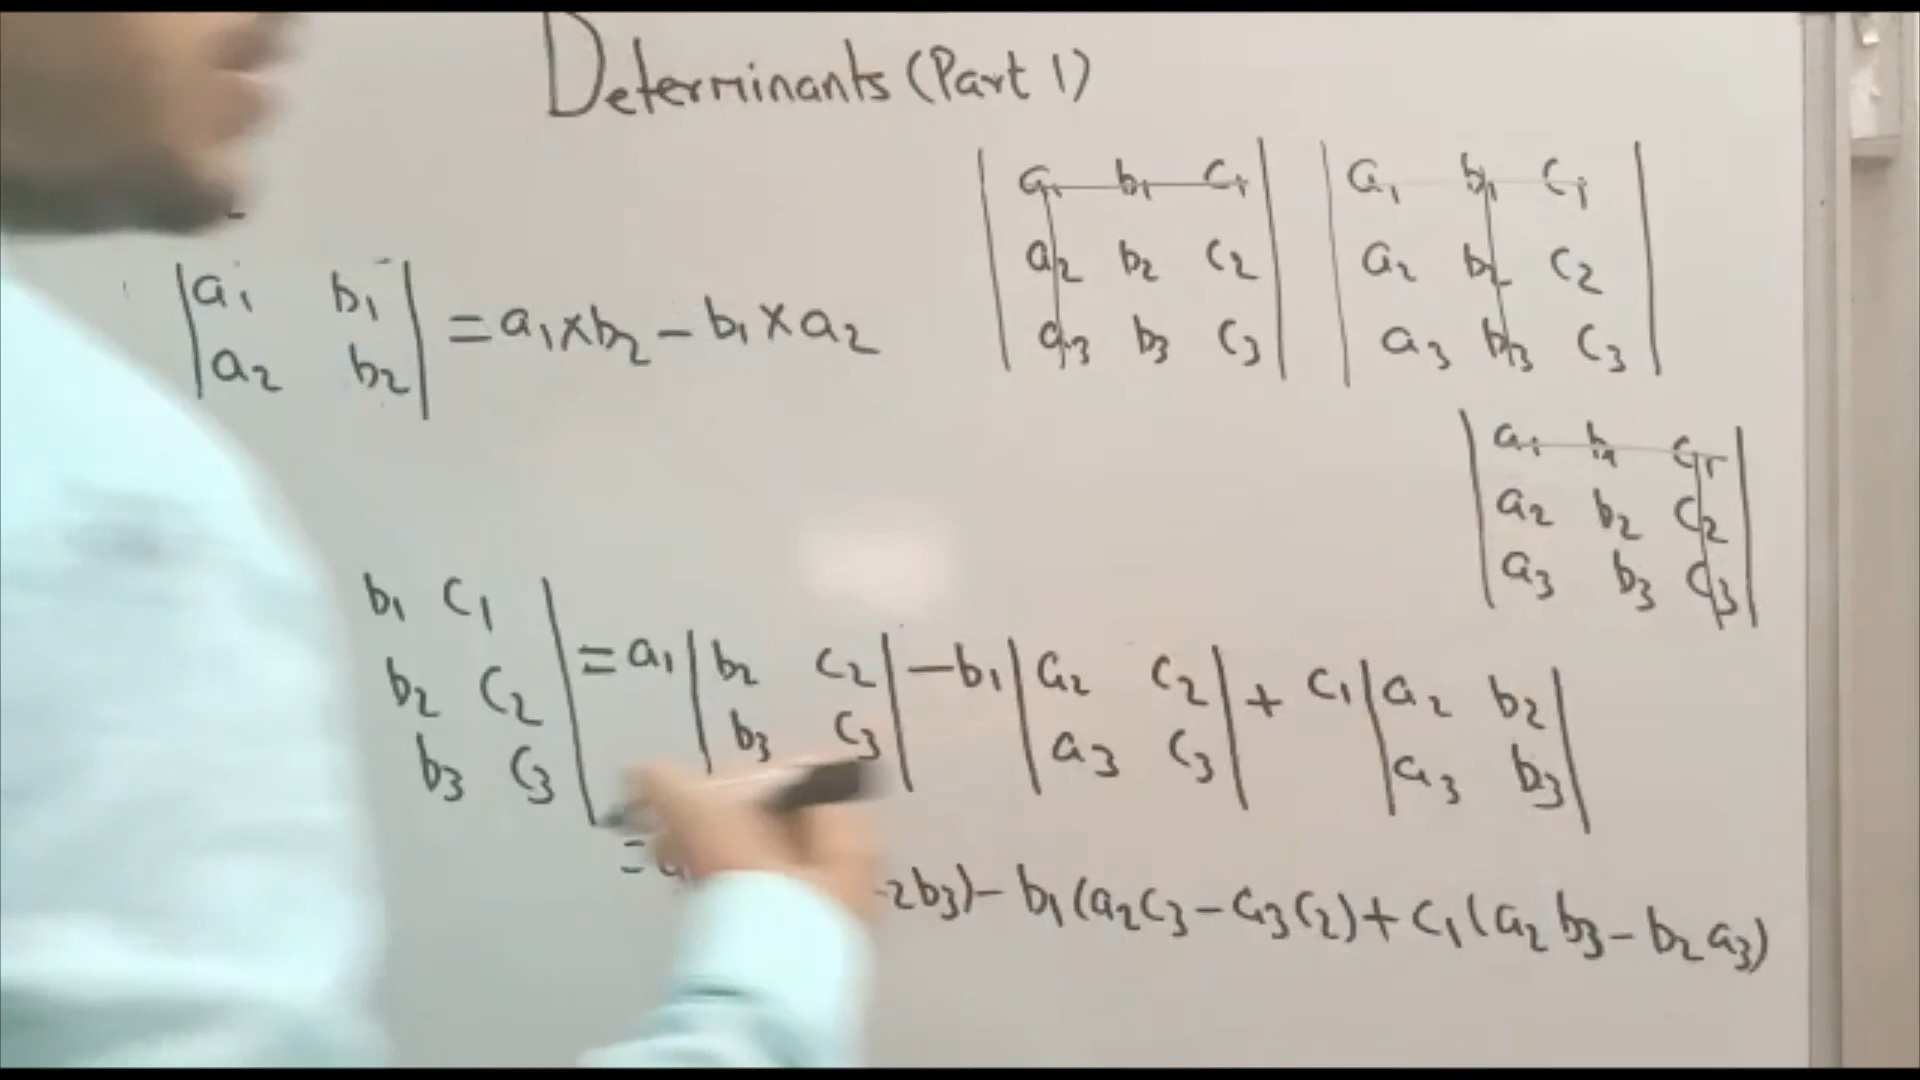 Determinants (Part 1)
| a1 b1 c1 | | a1 b1 c1 |
| a2 b2 c2 | | a2 b2 c2 |
| a3 b3 c3 | | a3 b3 c3 |
| a1 b1 |
| a2 b2 | = a1 × b2 − b1 × a2
| a1 b1 c1 |
| a2 b2 c2 |
| a3 b3 c3 |
b1 c1 |
b2 c2 | = a1 | b2 c2 | − b1 | a2 c2 | + c1 | a2 b2 |
b3 c3 | | b3 c3 | | a3 c3 | | a3 b3 |
= 2b3) − b1(a2c3 − a3c2) + c1(a2b3 − b2a3)